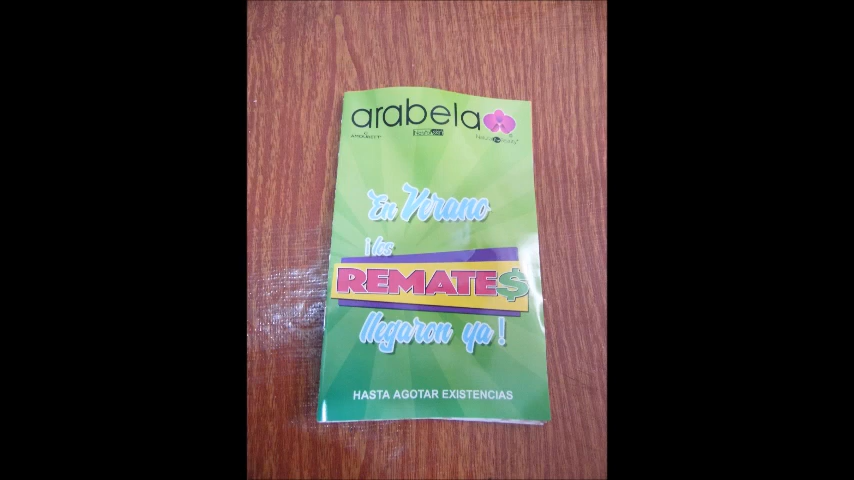 arabela
En Verano
¡los
REMATE$
llegaron ya!
HASTA AGOTAR EXISTENCIAS